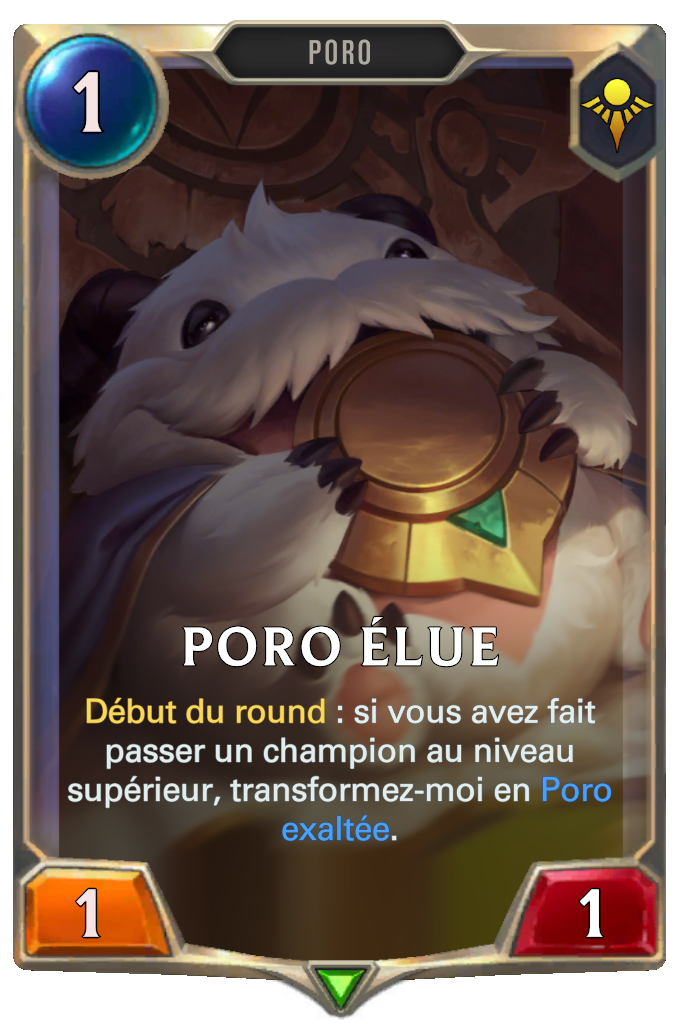 PORO
1
PORO ÉLUE
Début du round : si vous avez fait
passer un champion au niveau
supérieur, transformez-moi en Poro
exaltée.
1
1